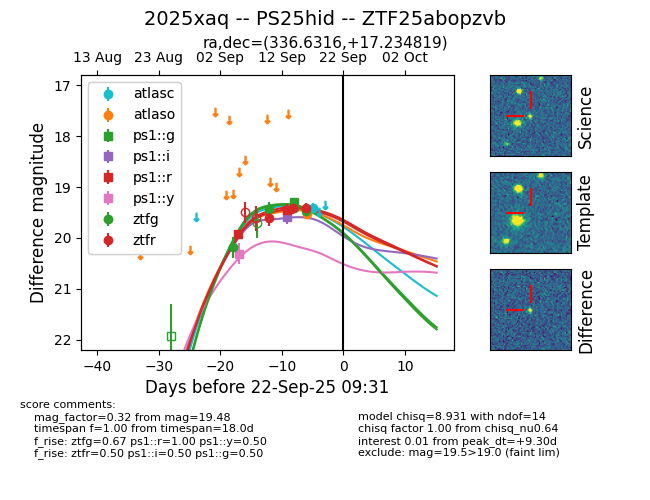 2025xaq -- PS25hid -- ZTF25abopzvb
ra,dec=(336.6316,+17.234819)
13 Aug 23 Aug 02 Sep 12 Sep 22 Sep 02 Oct
17
18
19
20
21
22
Difference magnitude
atlasc
atlaso
ps1::g
ps1::i
ps1::r
ps1::y
ztfg
ztfr
−40 −30 −20 −10 0 10
Days before 22-Sep-25 09:31
Science
Template
Difference
score comments:
mag_factor=0.32 from mag=19.48
timespan f=1.00 from timespan=18.0d
f_rise: ztfg=0.67 ps1::r=1.00 ps1::y=0.50
f_rise: ztfr=0.50 ps1::i=0.50 ps1::g=0.50
model chisq=8.931 with ndof=14
chisq factor 1.00 from chisq_nu0.64
interest 0.01 from peak_dt=+9.30d
exclude: mag=19.5>19.0 (faint lim)